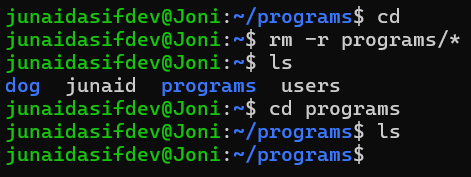 junaidasifdev@Joni:~/programs$ cd
junaidasifdev@Joni:~$ rm -r programs/*
junaidasifdev@Joni:~$ ls
dog  junaid  programs  users
junaidasifdev@Joni:~$ cd programs
junaidasifdev@Joni:~/programs$ ls
junaidasifdev@Joni:~/programs$